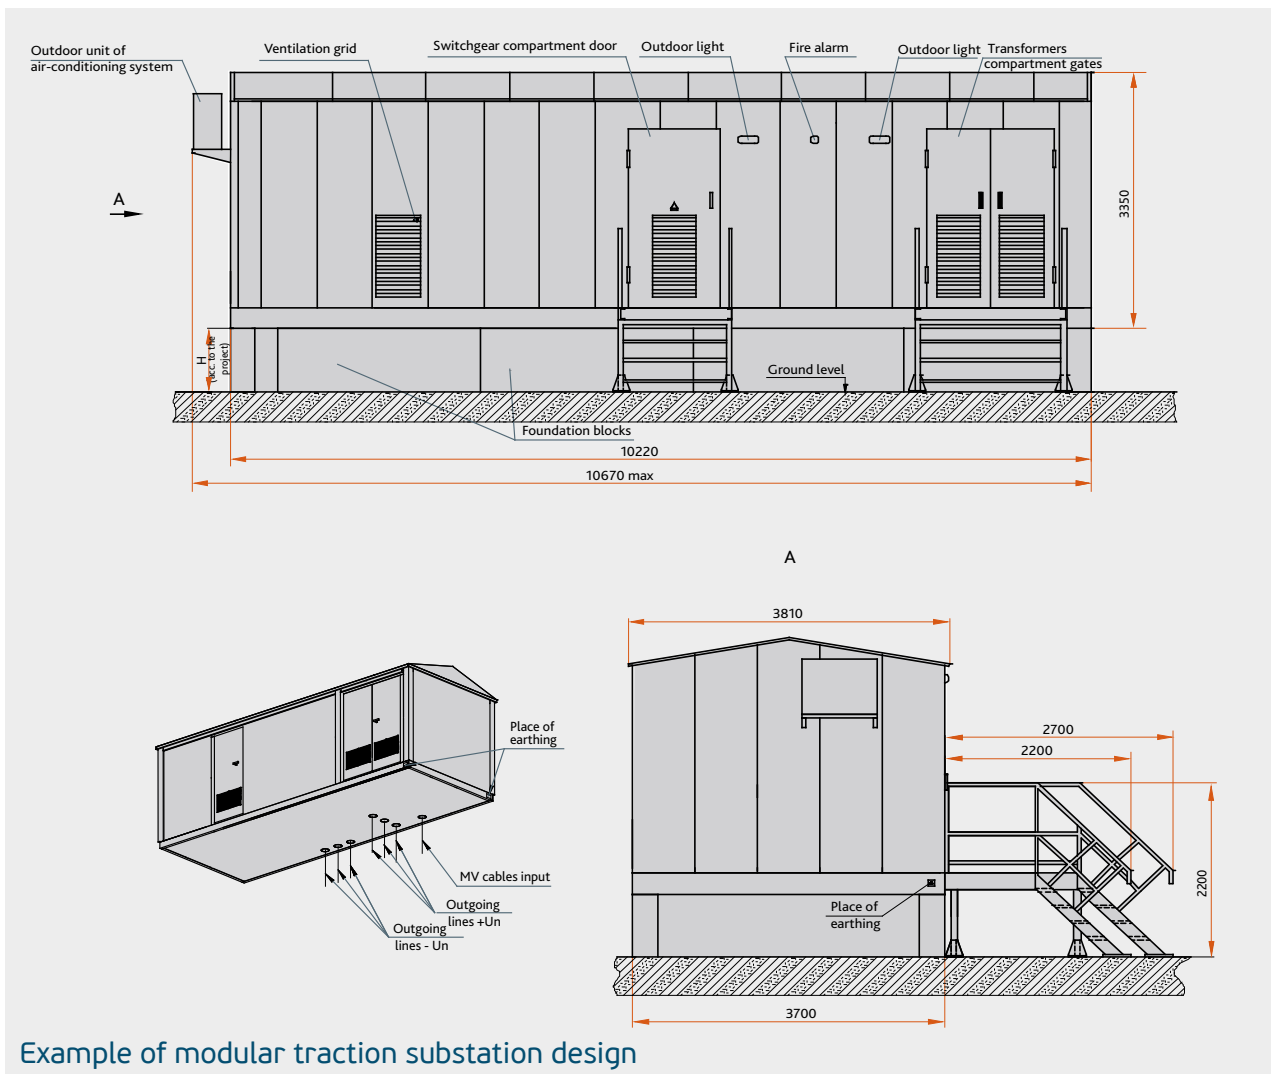 Outdoor unit of
air-conditioning system
Ventilation grid
Switchgear compartment door
Outdoor light
Fire alarm
Outdoor light
Transformers
compartment gates
A
3350
H
(acc. to the
project)
Ground level
Foundation blocks
10220
10670 max
A
3810
Place of
earthing
2700
2200
MV cables input
Outgoing
lines +Un
Outgoing
lines - Un
Place of
earthing
2200
3700
Example of modular traction substation design